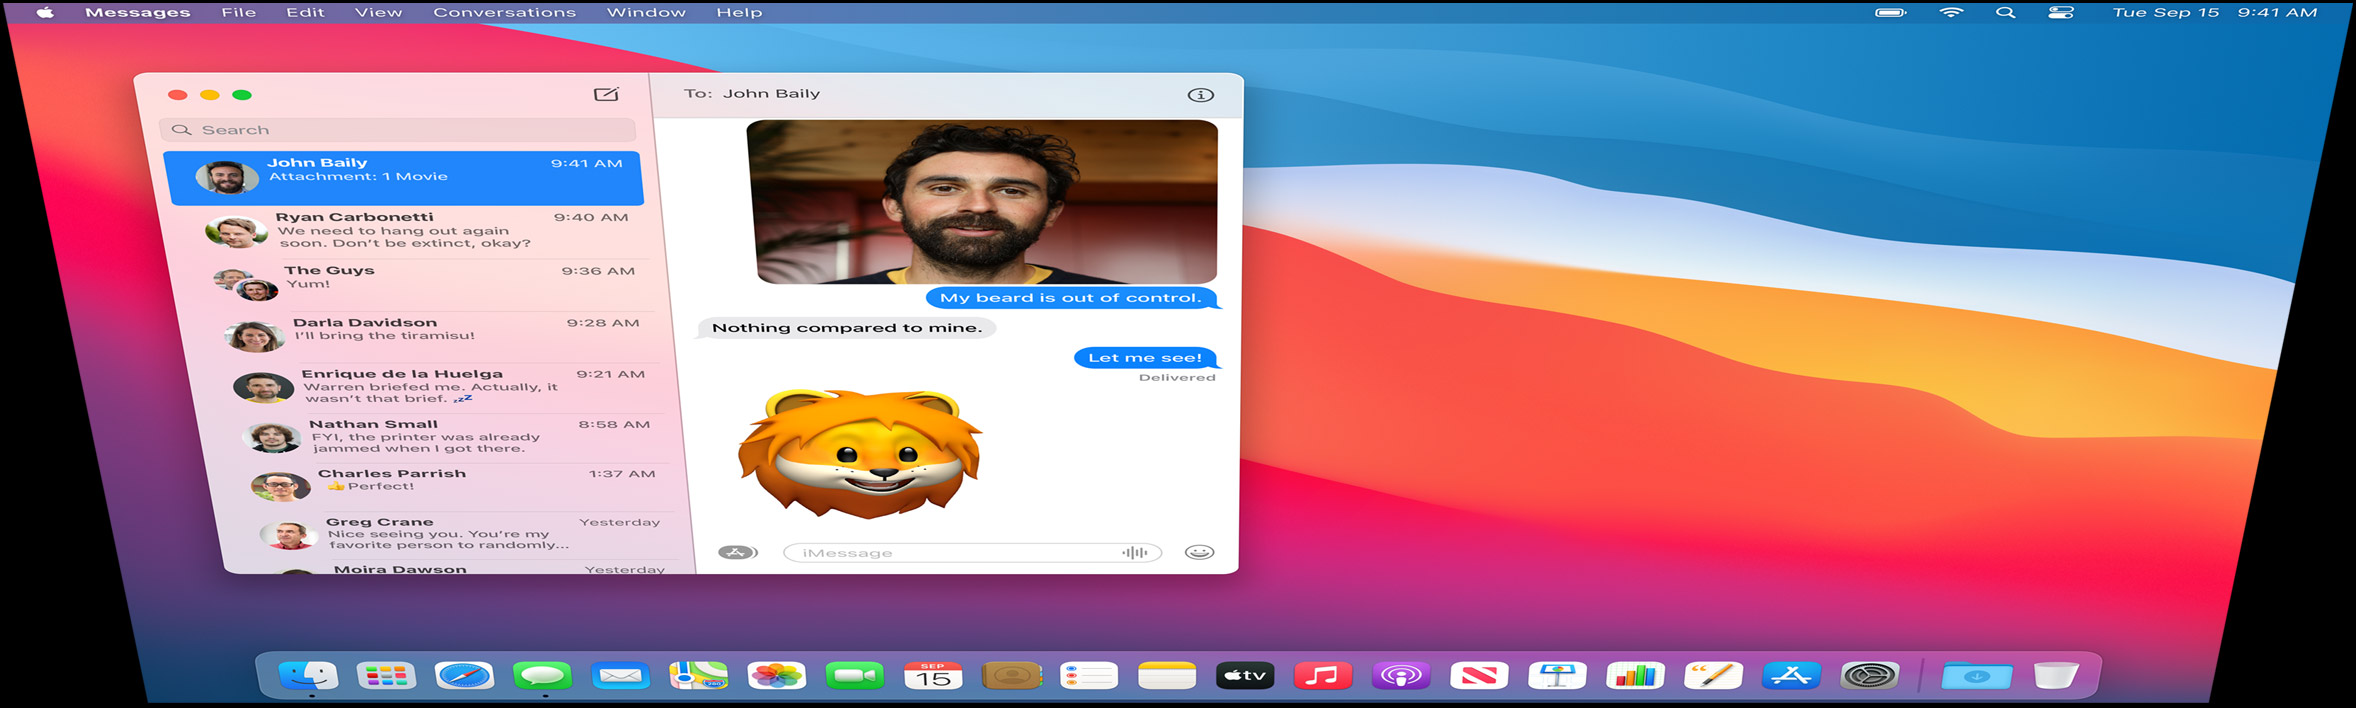 Messages File Edit View Conversations Window Help
Tue Sep 15 9:41 AM
Search
John Baily 9:41 AM
Attachment: 1 Movie
Ryan Carbonetti 9:40 AM
We need to hang out again
soon. Don't be extinct, okay?
The Guys 9:36 AM
Yum!
Darla Davidson 9:28 AM
I'll bring the tiramisu!
Enrique de la Huelga 9:21 AM
Warren briefed me. Actually, it
wasn't that brief. 💤
Nathan Small 8:58 AM
FYI, the printer was already
jammed when I got there.
Charles Parrish 1:37 AM
👍Perfect!
Greg Crane Yesterday
Nice seeing you. You're my
favorite person to randomly...
Moira Dawson Yesterday
To: John Baily
My beard is out of control.
Nothing compared to mine.
Let me see!
Delivered
iMessage
SEP
15
tv